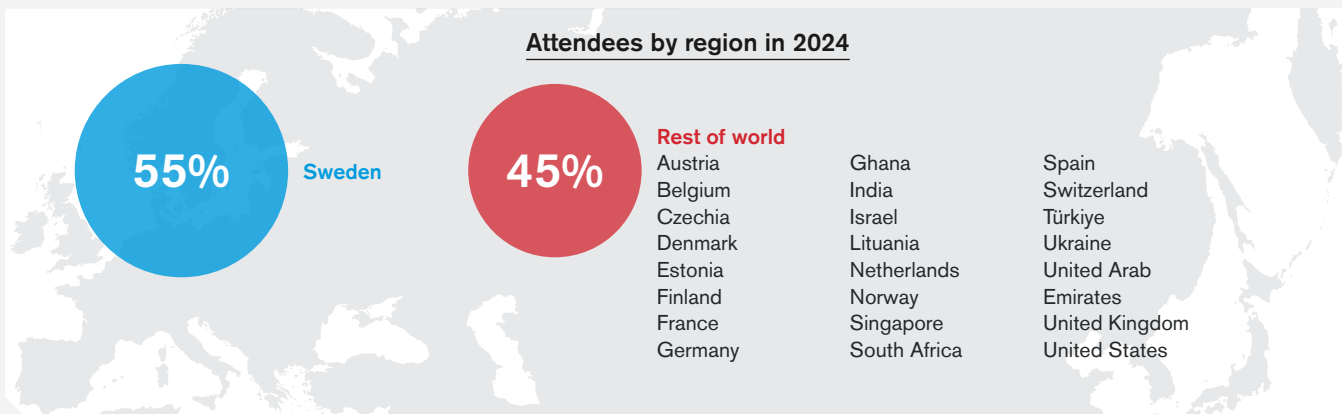 Attendees by region in 2024
55%
Sweden
45%
Rest of world
Austria
Belgium
Czechia
Denmark
Estonia
Finland
France
Germany
Ghana
India
Israel
Lituania
Netherlands
Norway
Singapore
South Africa
Spain
Switzerland
Türkiye
Ukraine
United Arab
Emirates
United Kingdom
United States